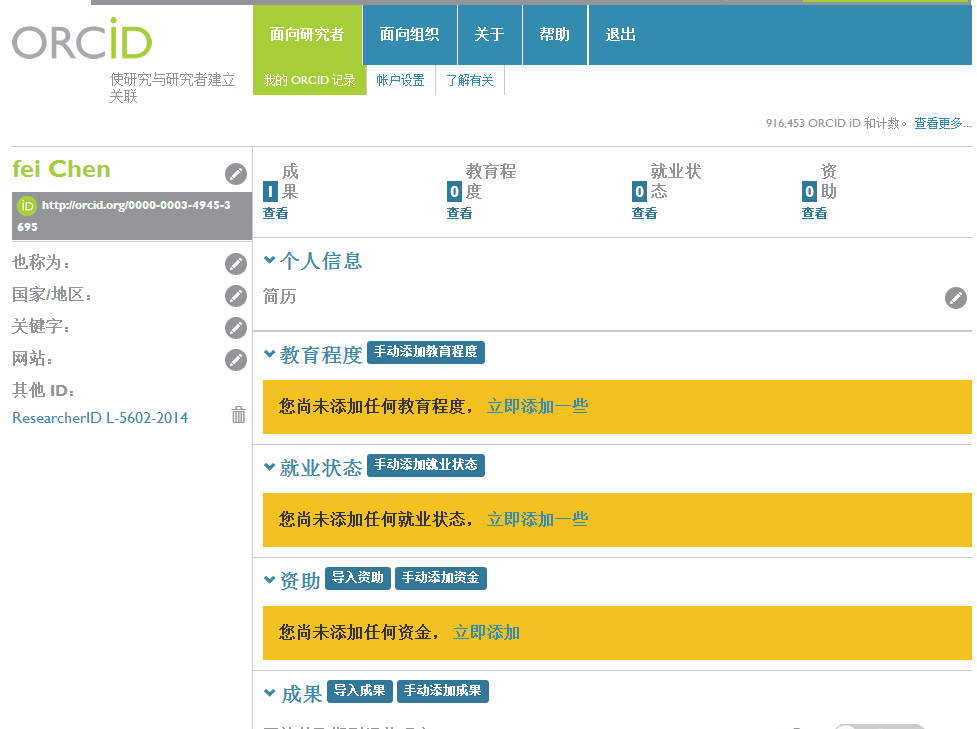 ORCiD
使研究与研究者建立
关联
面向研究者
面向组织
关于
帮助
退出
我的 ORCID 记录
帐户设置
了解有关
916,453 ORCID iD 和计数。 查看更多...
fei Chen
iD http://orcid.org/0000-0003-4945-3
695
也称为：
国家/地区：
关键字：
网站：
其他 ID：
ResearcherID L-5602-2014
成
1 果
查看
教育程
0 度
查看
就业状
0 态
查看
资
0 助
查看
个人信息
简历
教育程度 手动添加教育程度
您尚未添加任何教育程度， 立即添加一些
就业状态 手动添加就业状态
您尚未添加任何就业状态， 立即添加一些
资助 导入资助 手动添加资金
您尚未添加任何资金， 立即添加
成果 导入成果 手动添加成果